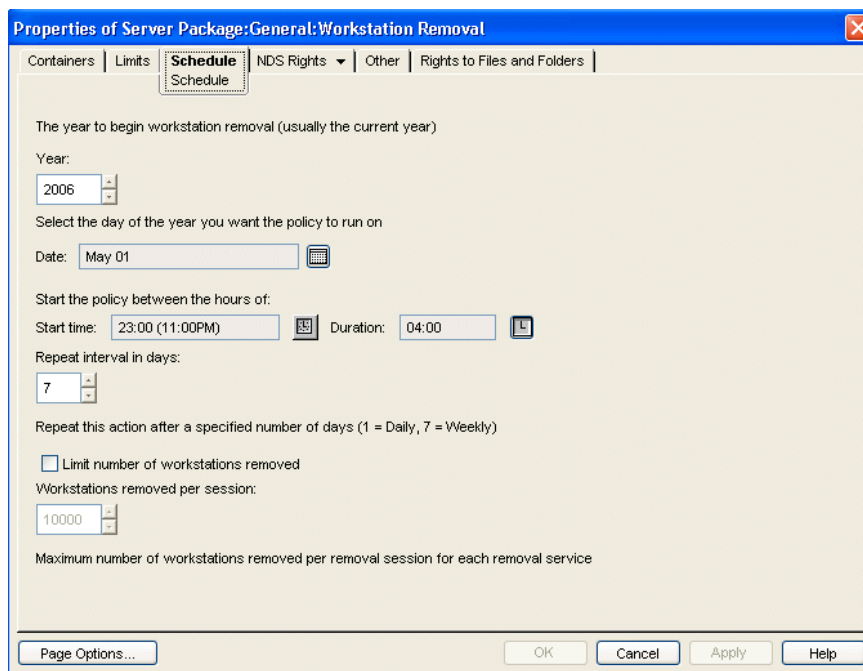 Properties of Server Package:General:Workstation Removal
Containers | Limits | Schedule | NDS Rights | Other | Rights to Files and Folders
Schedule
The year to begin workstation removal (usually the current year)
Year:
2006
Select the day of the year you want the policy to run on
Date: May 01
Start the policy between the hours of:
Start time: 23:00 (11:00PM) Duration: 04:00
Repeat interval in days:
7
Repeat this action after a specified number of days (1 = Daily, 7 = Weekly)
Limit number of workstations removed
Workstations removed per session:
10000
Maximum number of workstations removed per removal session for each removal service
Page Options... OK Cancel Apply Help